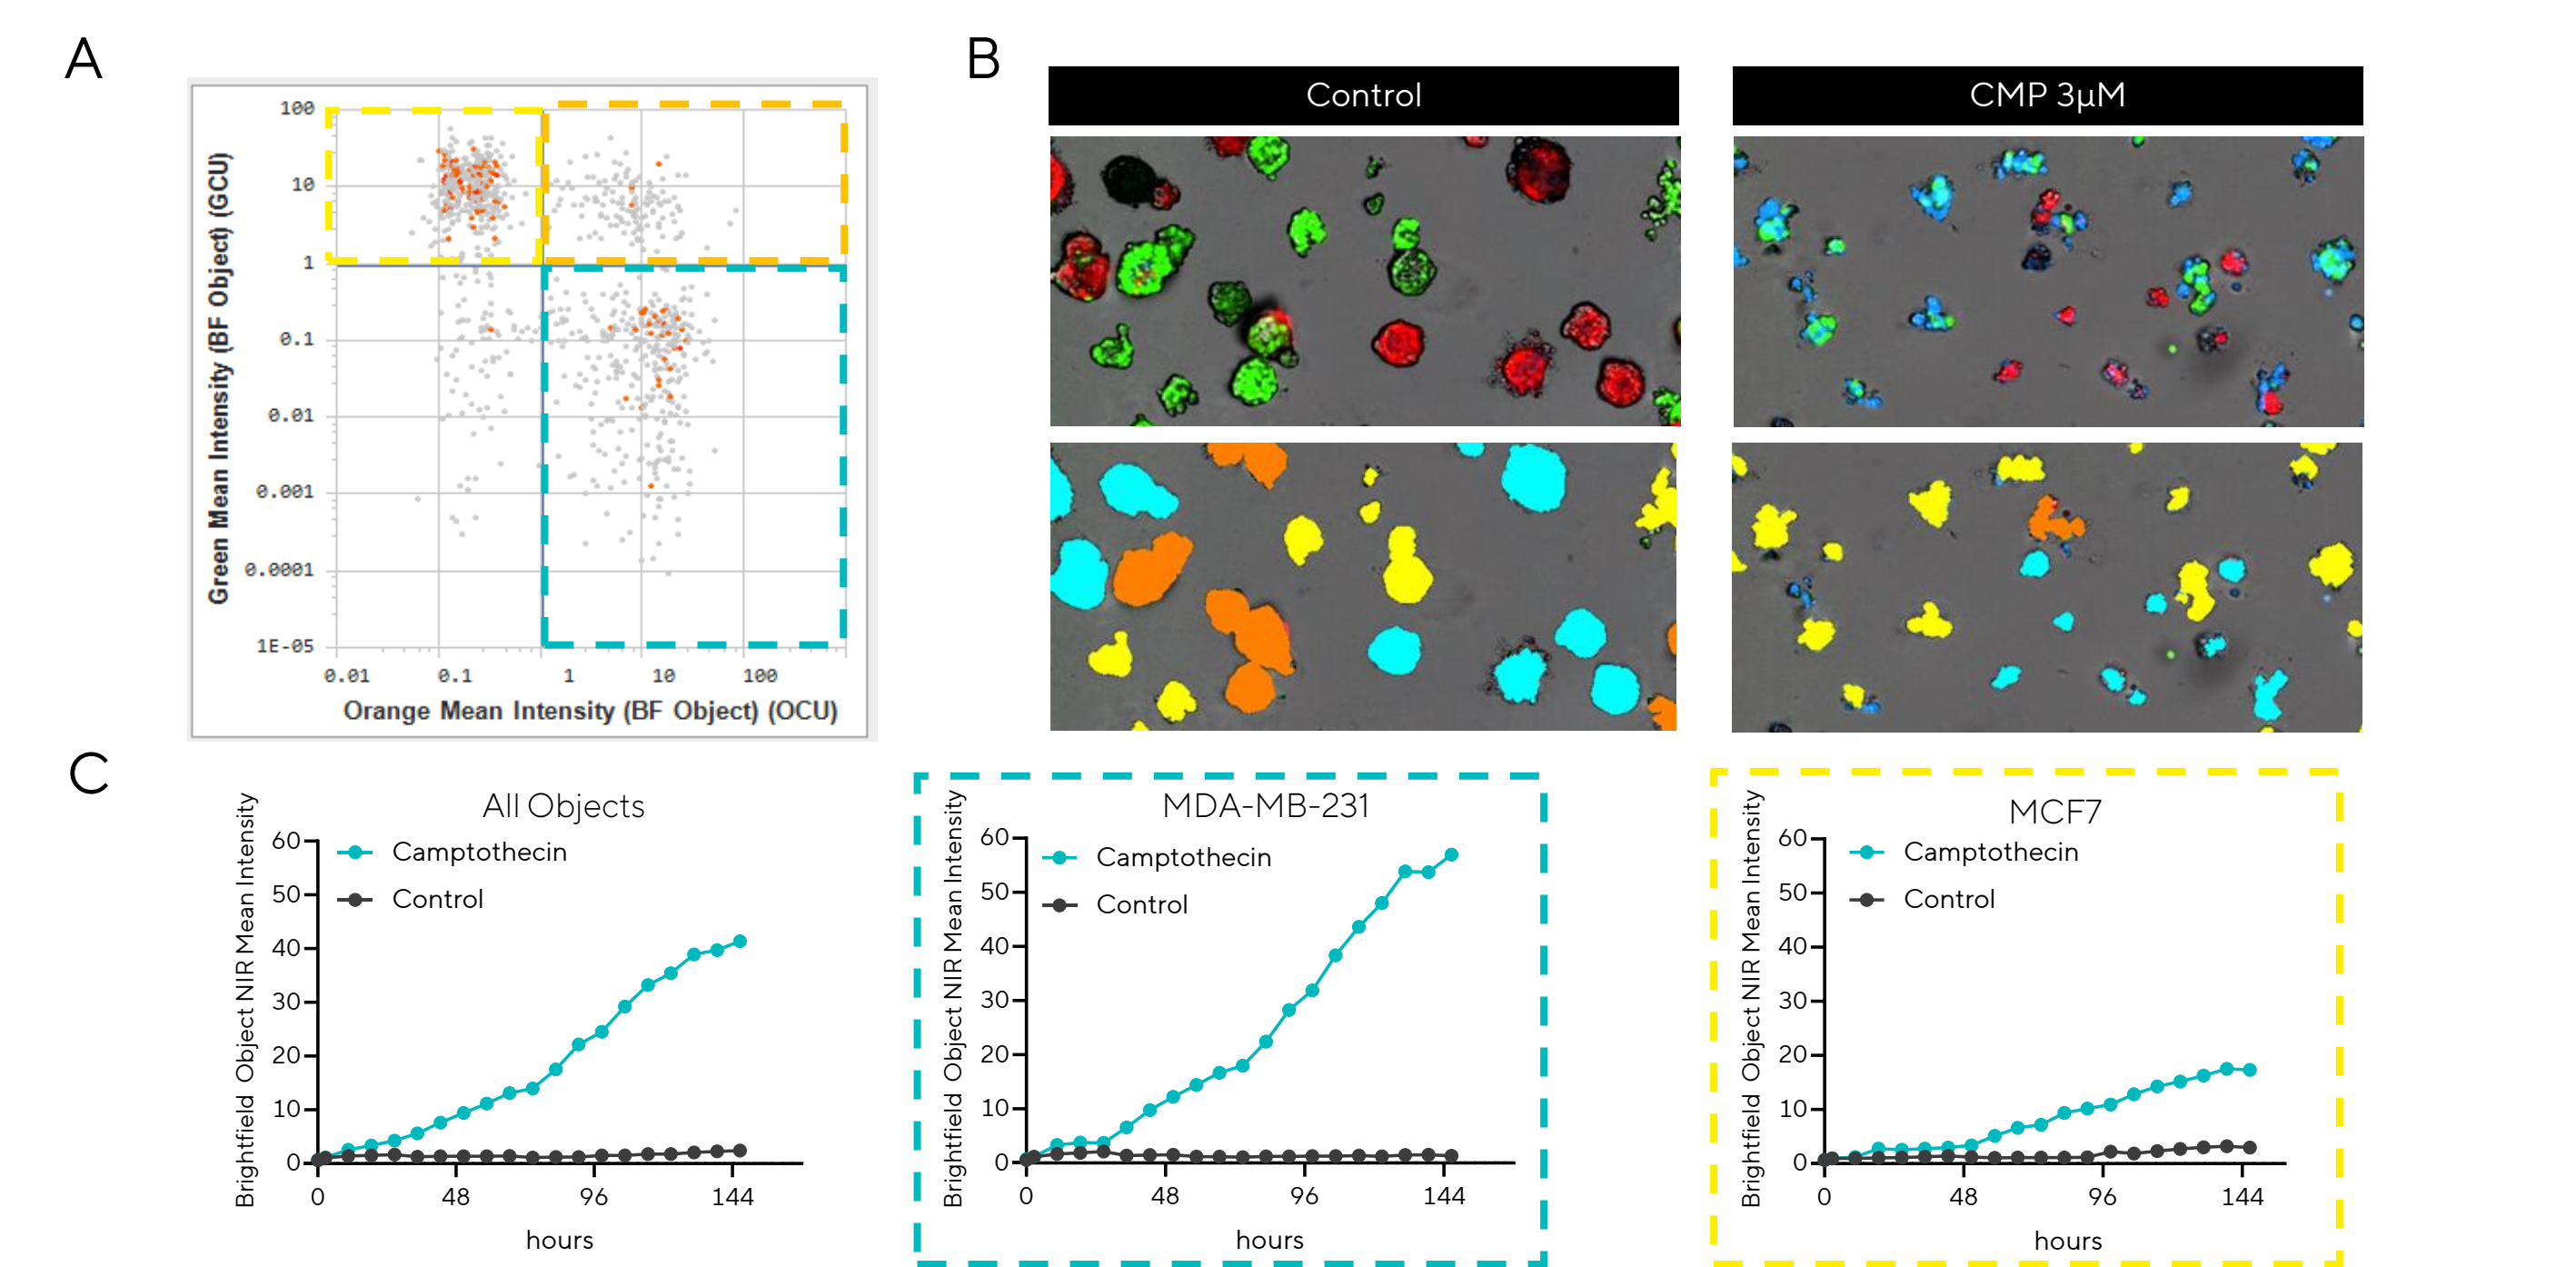 A
Green Mean Intensity (BF Object) (GCU)
100
10
1
0.1
0.01
0.001
0.0001
1E-05
0.01
0.1
1
10
100
Orange Mean Intensity (BF Object) (OCU)
B
Control
CMP 3µM
C
All Objects
Brightfield Object NIR Mean Intensity
60
50
40
30
20
10
0
Camptothecin
Control
0
48
96
144
hours
MDA-MB-231
Brightfield Object NIR Mean Intensity
60
50
40
30
20
10
0
Camptothecin
Control
0
48
96
144
hours
MCF7
Brightfield Object NIR Mean Intensity
60
50
40
30
20
10
0
Camptothecin
Control
0
48
96
144
hours